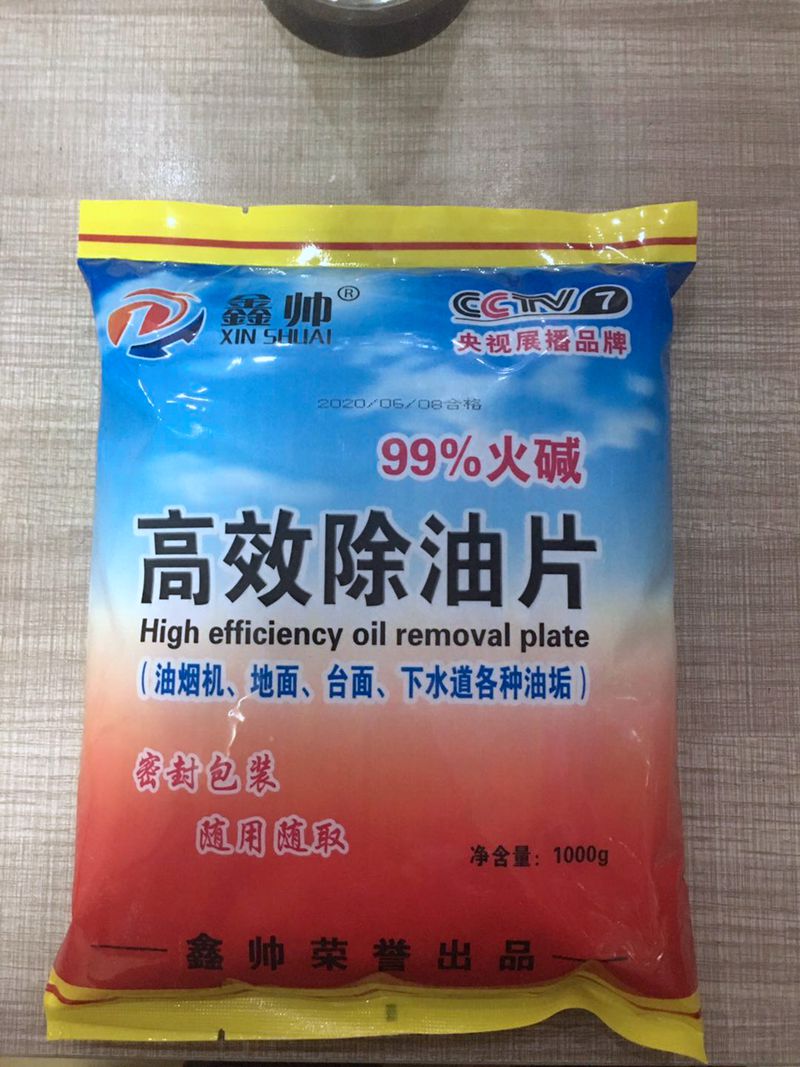 鑫帅®
XIN SHUAI
CCTV 7
央视展播品牌
2020/06/08合格
99%火碱
高效除油片
High efficiency oil removal plate
(油烟机、地面、台面、下水道各种油垢)
密封包装
随用随取
净含量：1000g
鑫帅荣誉出品